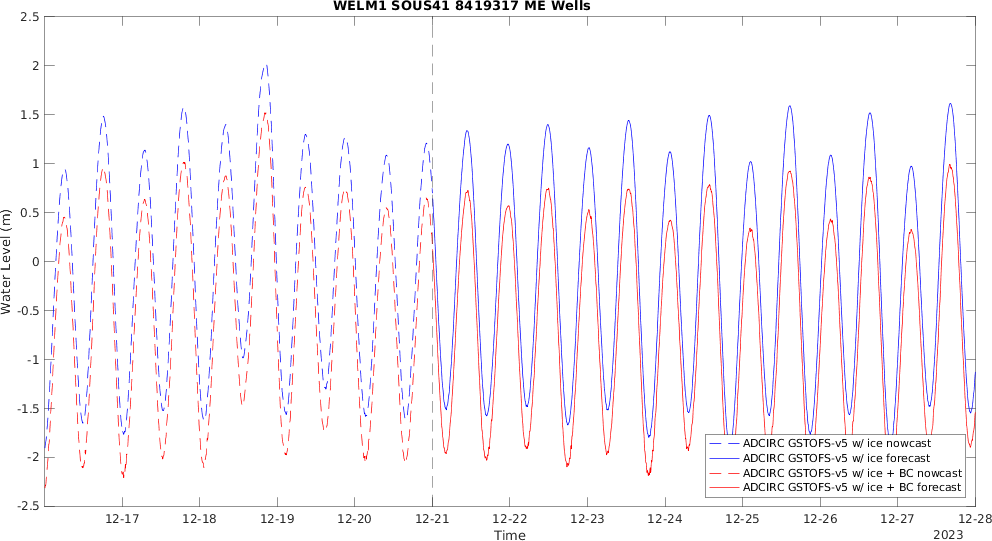 WELM1 SOUS41 8419317 ME Wells
2.5
2
1.5
1
0.5
0
-0.5
-1
-1.5
-2
-2.5
Water Level (m)
ADCIRC GSTOFS-v5 w/ ice nowcast
ADCIRC GSTOFS-v5 w/ ice forecast
ADCIRC GSTOFS-v5 w/ ice + BC nowcast
ADCIRC GSTOFS-v5 w/ ice + BC forecast
12-17 12-18 12-19 12-20 12-21 12-22 12-23 12-24 12-25 12-26 12-27 12-28
Time
2023